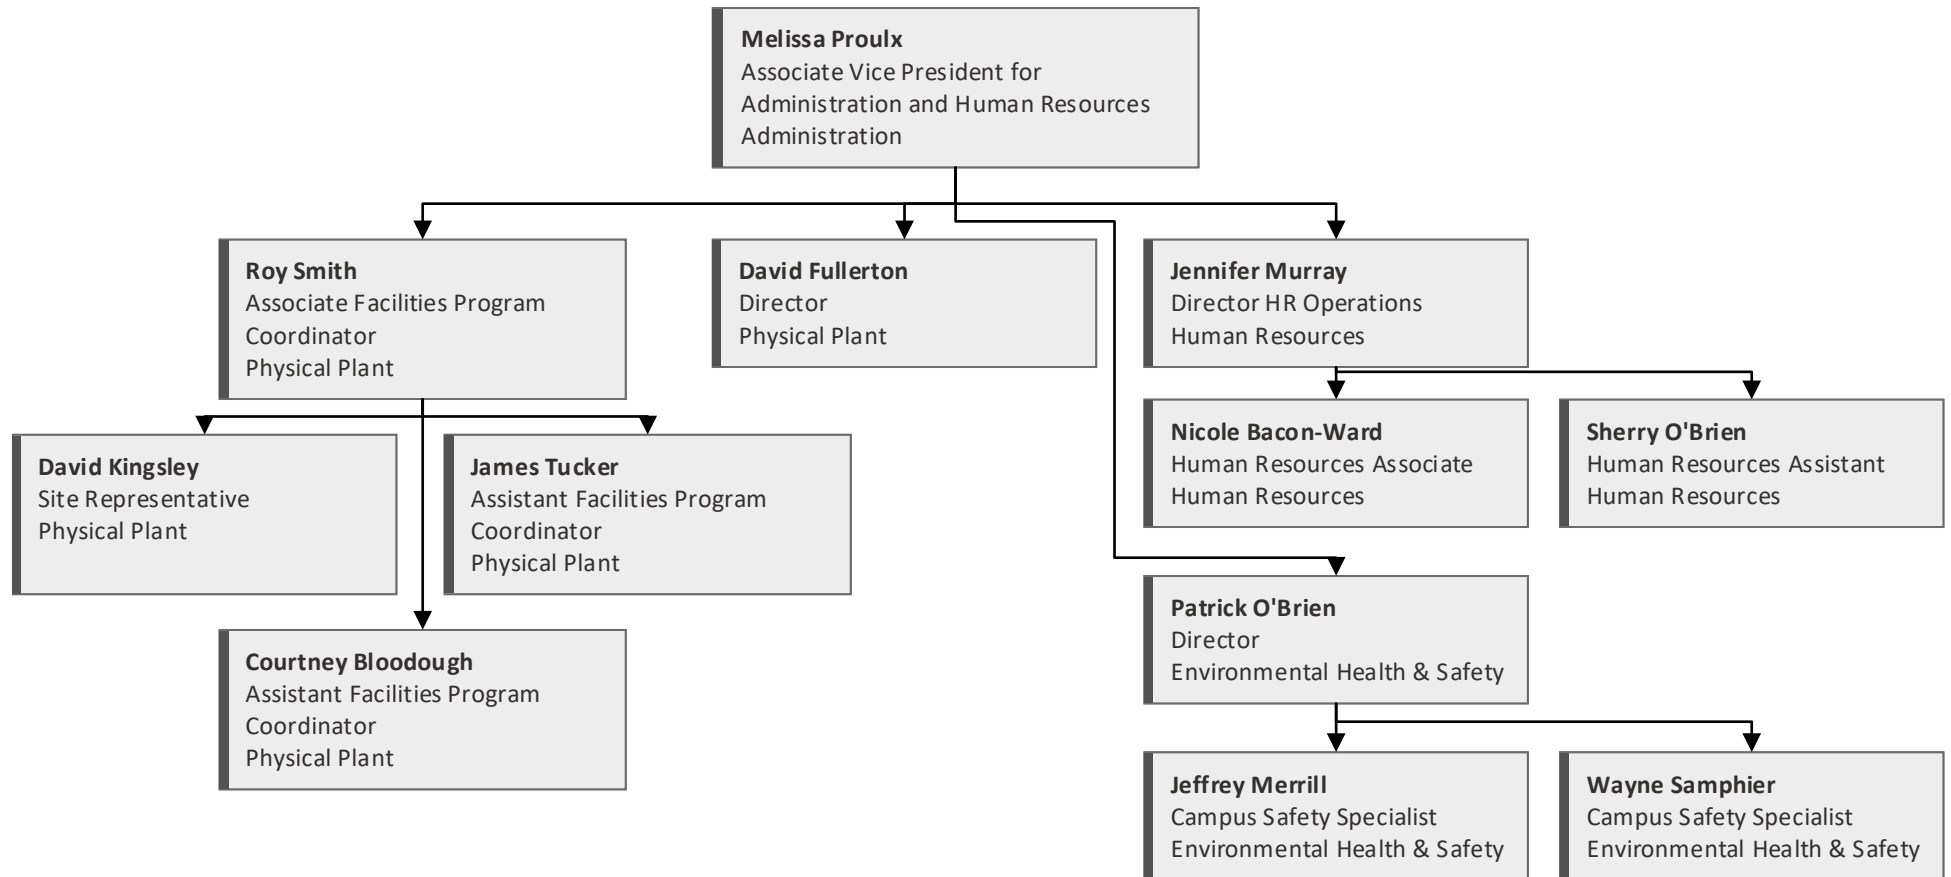 Melissa Proulx
Associate Vice President for
Administration and Human Resources
Administration
Roy Smith
Associate Facilities Program
Coordinator
Physical Plant
David Fullerton
Director
Physical Plant
Jennifer Murray
Director HR Operations
Human Resources
David Kingsley
Site Representative
Physical Plant
James Tucker
Assistant Facilities Program
Coordinator
Physical Plant
Nicole Bacon-Ward
Human Resources Associate
Human Resources
Sherry O'Brien
Human Resources Assistant
Human Resources
Courtney Bloodough
Assistant Facilities Program
Coordinator
Physical Plant
Patrick O'Brien
Director
Environmental Health & Safety
Jeffrey Merrill
Campus Safety Specialist
Environmental Health & Safety
Wayne Samphier
Campus Safety Specialist
Environmental Health & Safety